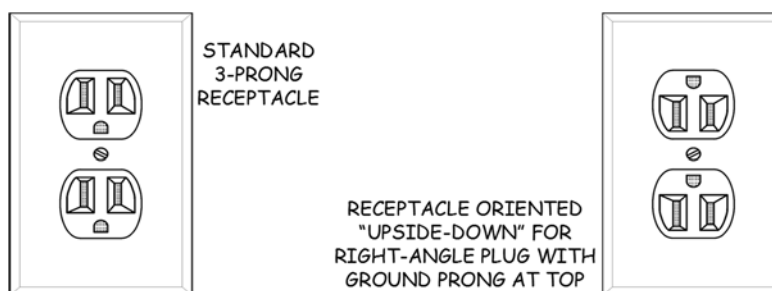 STANDARD
3-PRONG
RECEPTACLE
RECEPTACLE ORIENTED
"UPSIDE-DOWN" FOR
RIGHT-ANGLE PLUG WITH
GROUND PRONG AT TOP